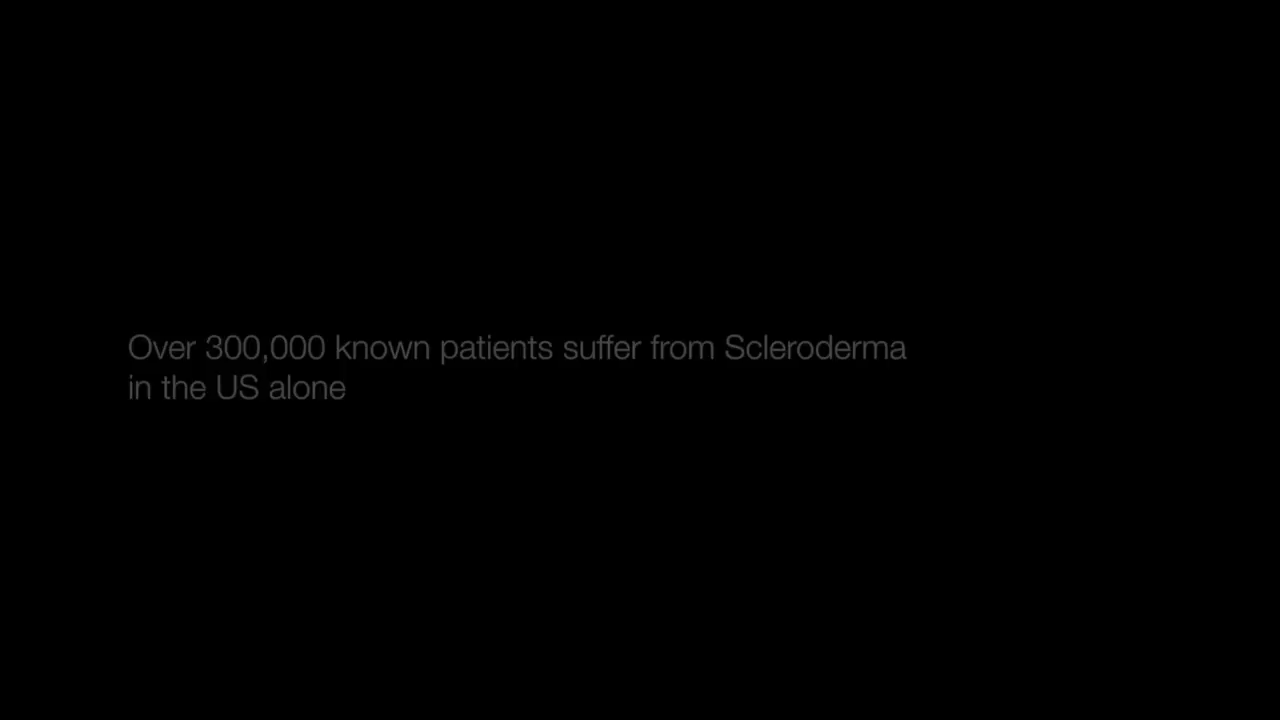 Over 300,000 known patients suffer from Scleroderma
in the US alone